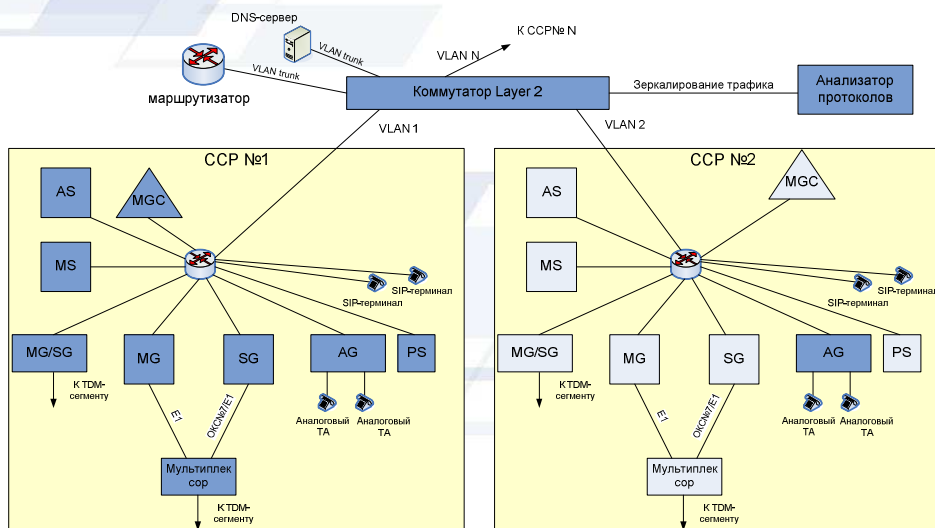 DNS-сервер
К ССР№ N
VLAN trunk
VLAN N
VLAN trunk
маршрутизатор
Коммутатор Layer 2
Зеркалирование трафика
Анализатор
протоколов
VLAN 1
VLAN 2
ССР №1
AS
MGC
MS
SIP-терминал
SIP-терминал
MG/SG
MG
SG
AG
PS
К TDM-
сегменту
E1
ОКС№7/E1
Аналоговый
ТА
Аналоговый
ТА
Мультиплек
сор
К TDM-
сегменту
ССР №2
AS
MGC
MS
SIP-терминал
SIP-терминал
MG/SG
MG
SG
AG
PS
К TDM-
сегменту
E1
ОКС№7/E1
Аналоговый
ТА
Аналоговый
ТА
Мультиплек
сор
К TDM-
сегменту